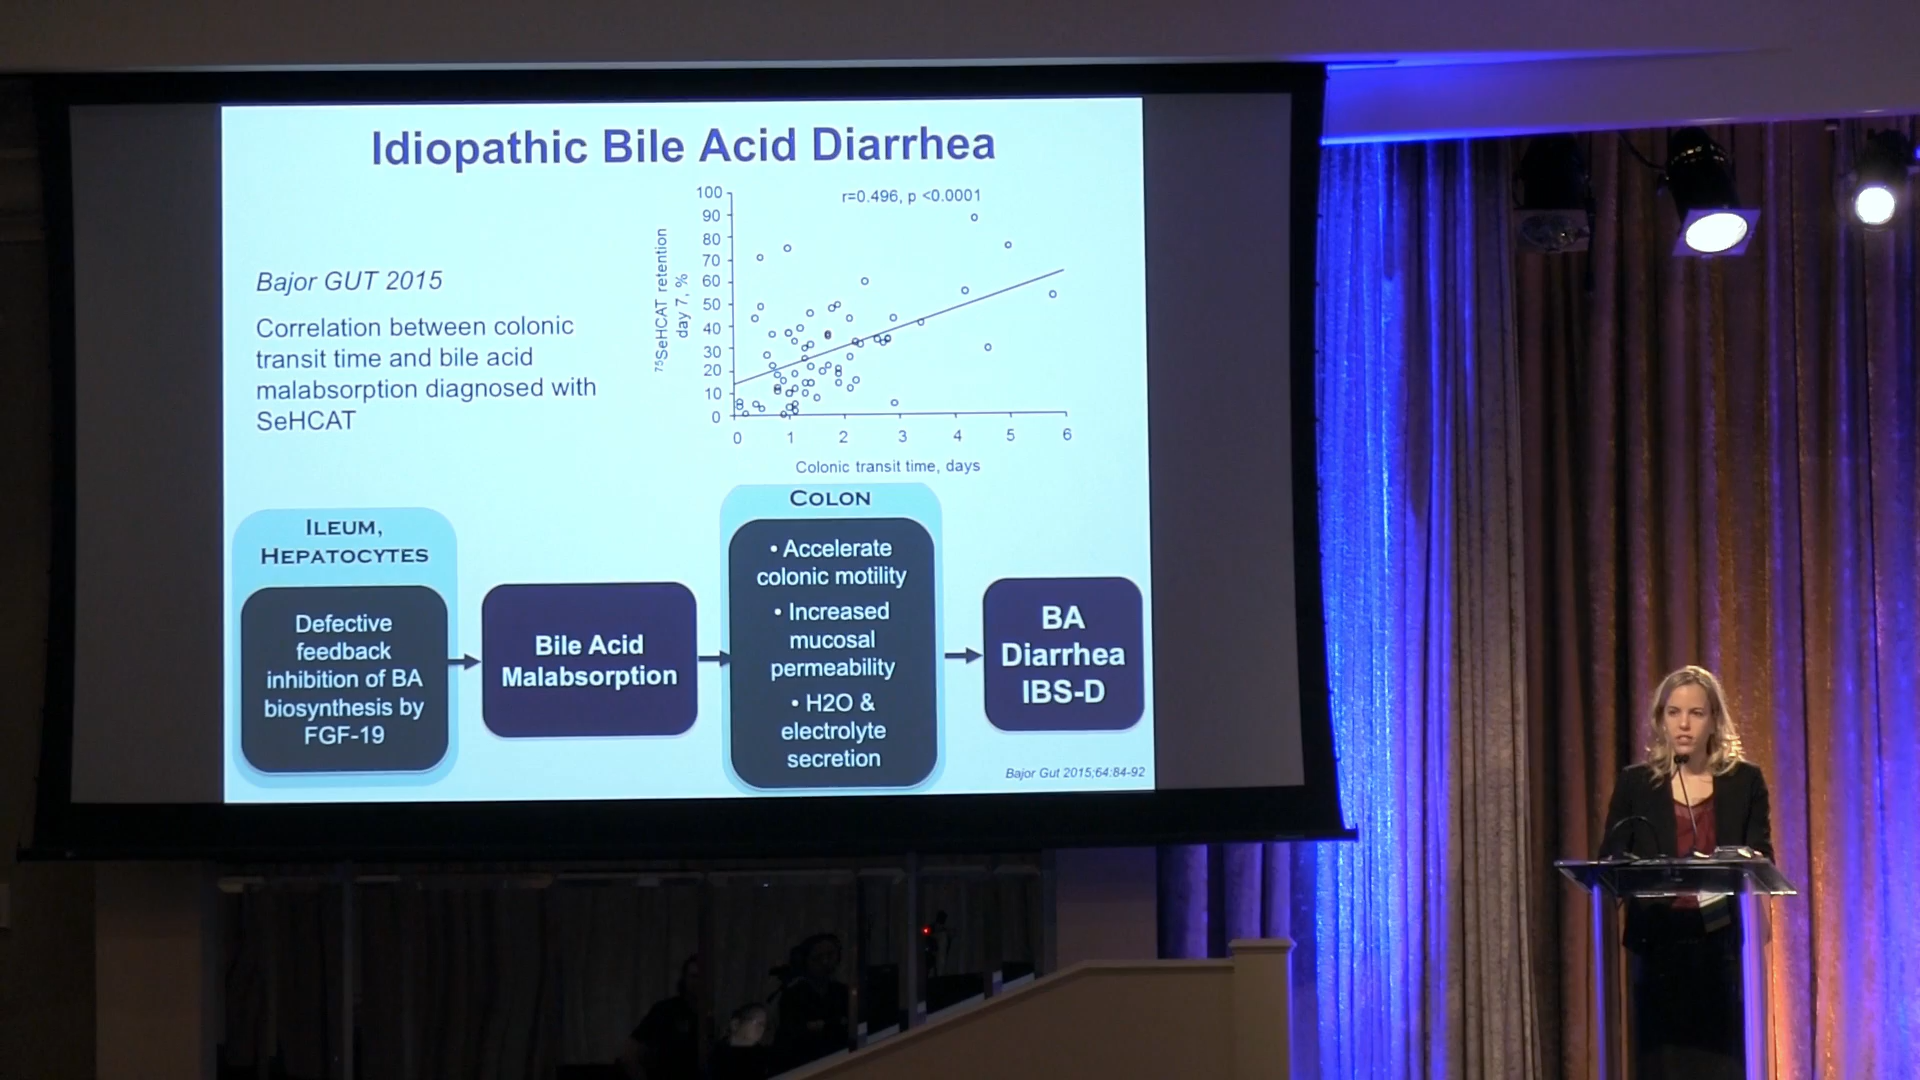 Idiopathic Bile Acid Diarrhea
Bajor GUT 2015
Correlation between colonic
transit time and bile acid
malabsorption diagnosed with
SeHCAT
r=0.496, p <0.0001
⁷⁵SeHCAT retention
day 7, %
100
90
80
70
60
50
40
30
20
10
0
0 1 2 3 4 5 6
Colonic transit time, days
ILEUM,
HEPATOCYTES
Defective
feedback
inhibition of BA
biosynthesis by
FGF-19
Bile Acid
Malabsorption
COLON
• Accelerate
colonic motility
• Increased
mucosal
permeability
• H2O &
electrolyte
secretion
BA
Diarrhea
IBS-D
Bajor Gut 2015;64:84-92